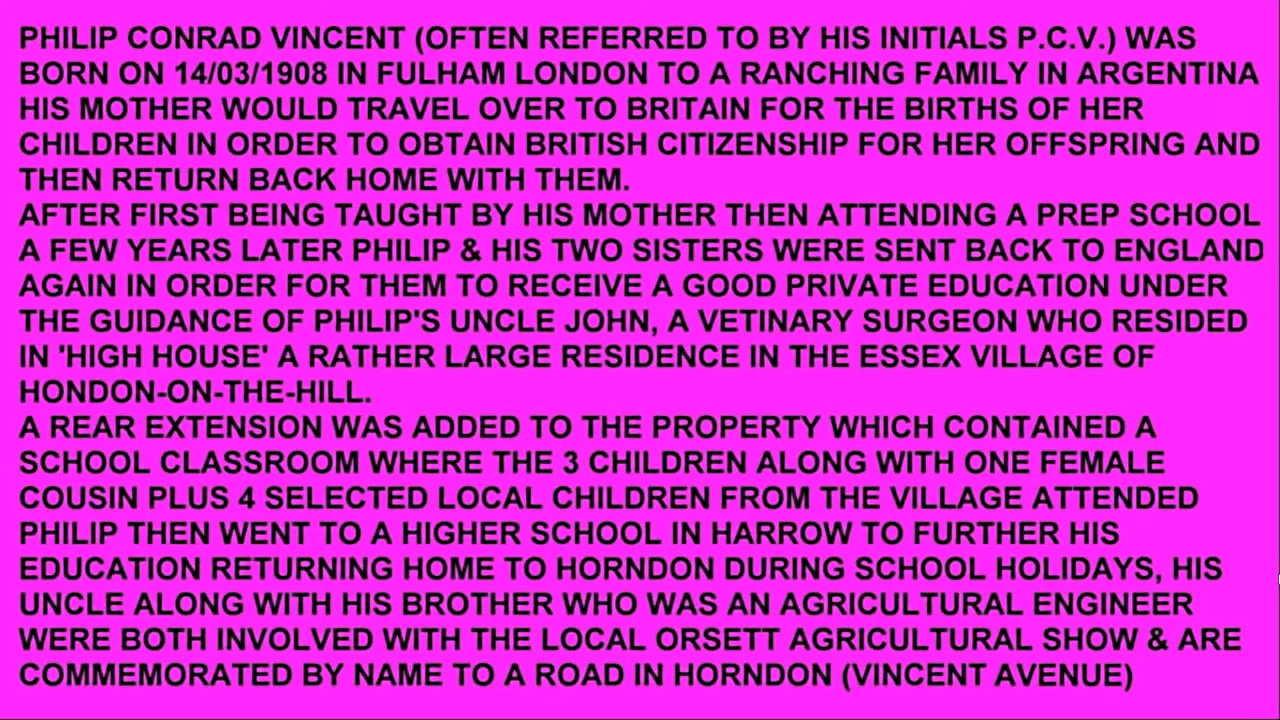 PHILIP CONRAD VINCENT (OFTEN REFERRED TO BY HIS INITIALS P.C.V.) WAS
BORN ON 14/03/1908 IN FULHAM LONDON TO A RANCHING FAMILY IN ARGENTINA
HIS MOTHER WOULD TRAVEL OVER TO BRITAIN FOR THE BIRTHS OF HER
CHILDREN IN ORDER TO OBTAIN BRITISH CITIZENSHIP FOR HER OFFSPRING AND
THEN RETURN BACK HOME WITH THEM.
AFTER FIRST BEING TAUGHT BY HIS MOTHER THEN ATTENDING A PREP SCHOOL
A FEW YEARS LATER PHILIP & HIS TWO SISTERS WERE SENT BACK TO ENGLAND
AGAIN IN ORDER FOR THEM TO RECEIVE A GOOD PRIVATE EDUCATION UNDER
THE GUIDANCE OF PHILIP'S UNCLE JOHN, A VETINARY SURGEON WHO RESIDED
IN 'HIGH HOUSE' A RATHER LARGE RESIDENCE IN THE ESSEX VILLAGE OF
HONDON-ON-THE-HILL.
A REAR EXTENSION WAS ADDED TO THE PROPERTY WHICH CONTAINED A
SCHOOL CLASSROOM WHERE THE 3 CHILDREN ALONG WITH ONE FEMALE
COUSIN PLUS 4 SELECTED LOCAL CHILDREN FROM THE VILLAGE ATTENDED
PHILIP THEN WENT TO A HIGHER SCHOOL IN HARROW TO FURTHER HIS
EDUCATION RETURNING HOME TO HORNDON DURING SCHOOL HOLIDAYS, HIS
UNCLE ALONG WITH HIS BROTHER WHO WAS AN AGRICULTURAL ENGINEER
WERE BOTH INVOLVED WITH THE LOCAL ORSETT AGRICULTURAL SHOW & ARE
COMMEMORATED BY NAME TO A ROAD IN HORNDON (VINCENT AVENUE)